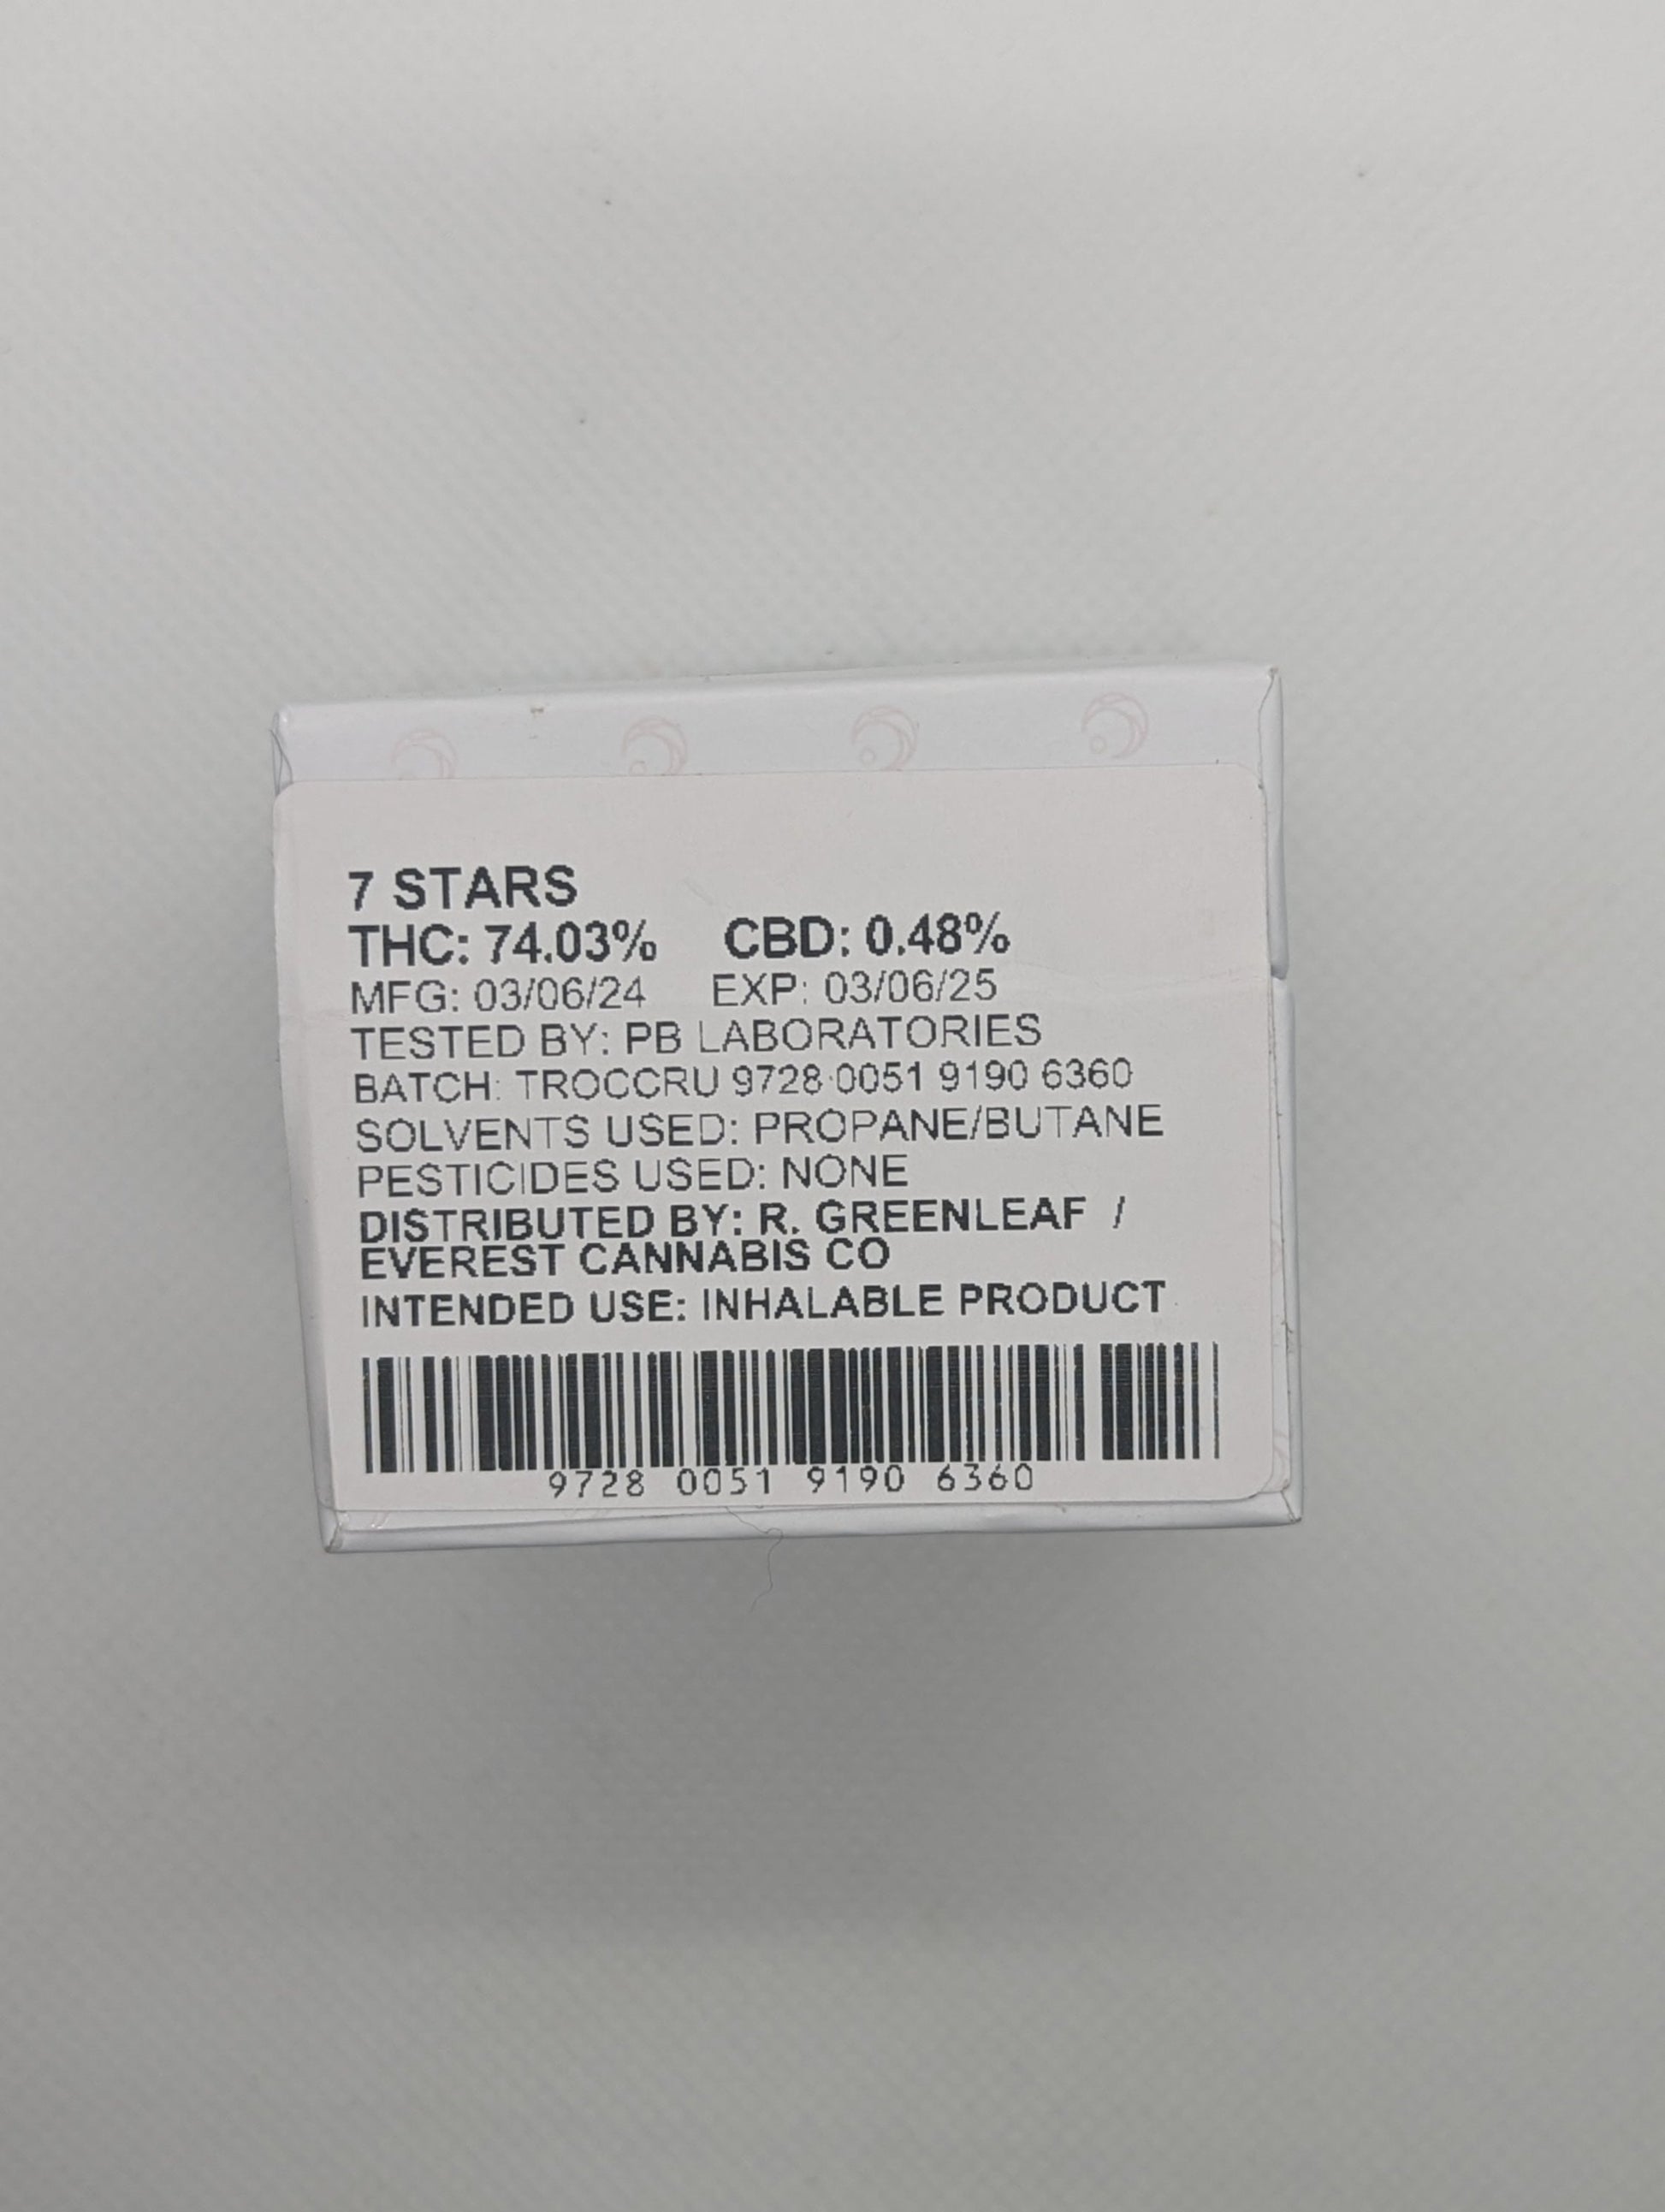 7 STARS
THC: 74.03% CBD: 0.48%
MFG: 03/06/24 EXP: 03/06/25
TESTED BY: PB LABORATORIES
BATCH: TROCCRU 9728 0051 9190 6360
SOLVENTS USED: PROPANE/BUTANE
PESTICIDES USED: NONE
DISTRIBUTED BY: R. GREENLEAF /
EVEREST CANNABIS CO
INTENDED USE: INHALABLE PRODUCT
9728 0051 9190 6360